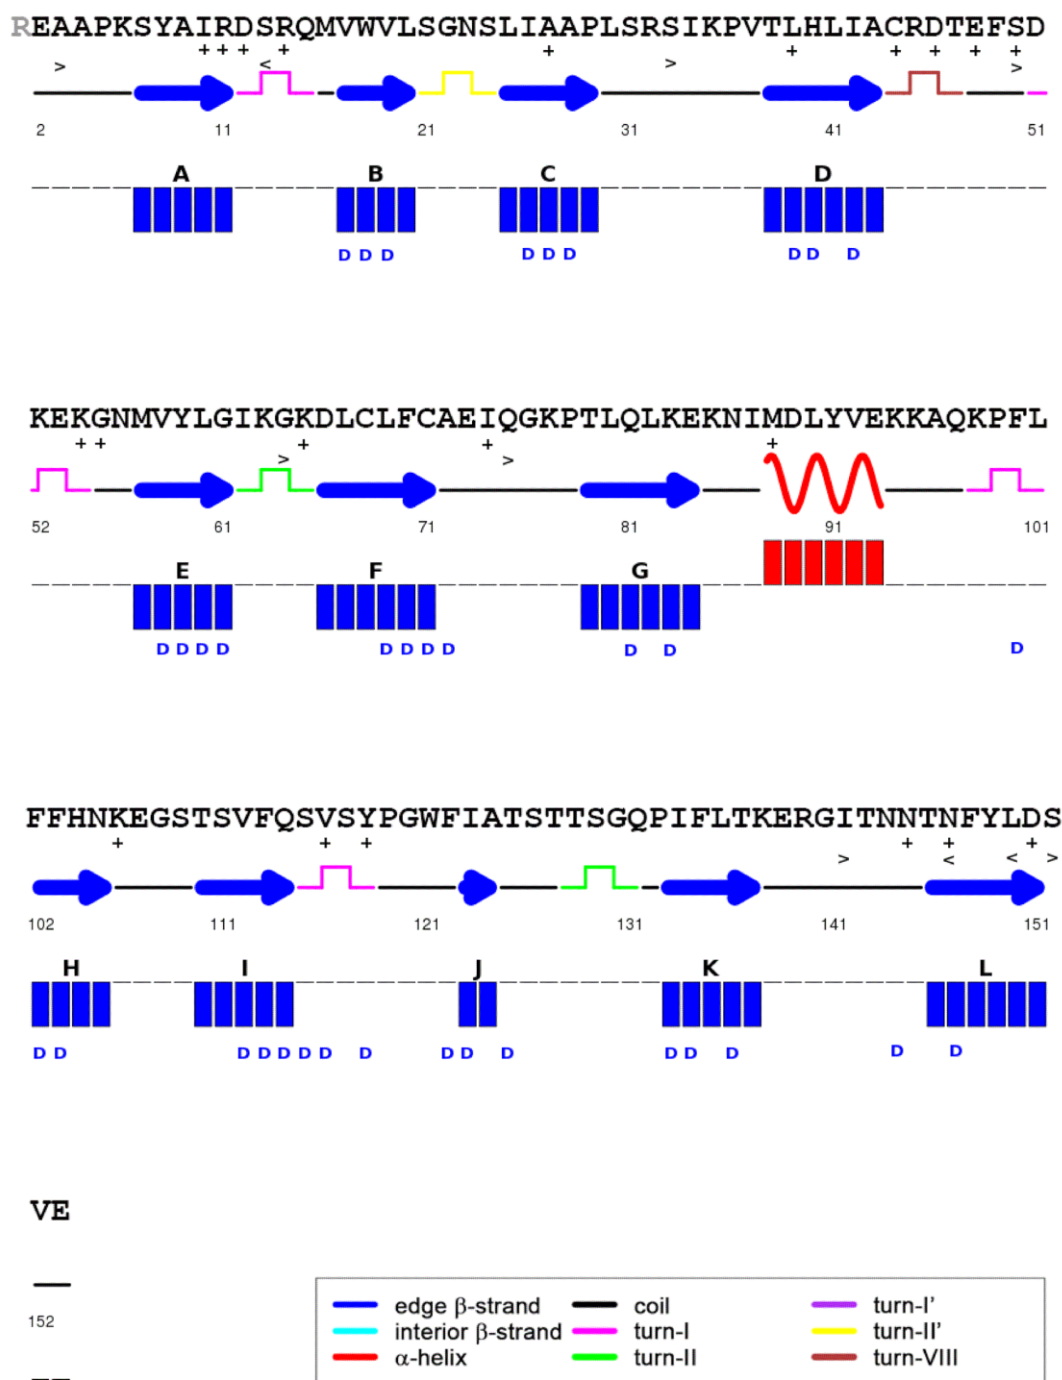 REAAPKSYAIRDSRQMVWVLSGNSLIAAPLSRSIKPVTLHLIACRDTEFSD
+ + + + + + + + + +
> < > >
2 11 21 31 41 51
A B C D
D D D D D D D D D
KEKGNMVYLGIKGKDLCLFCAEIQGKPTLQLKEKNIMDLYVEKKAQKPFL
+ + + + +
> >
52 61 71 81 91 101
E F G
D D D D D D D D D D D
FFHNKEGSTSVFQSVSYPGWFIATSTTSGQPIFLTKERGITNNTNFYLDS
+ + + + + +
> < < >
102 111 121 131 141 151
H I J K L
D D D D D D D D D D D D D D D D
VE
152
edge β-strand coil turn-I'
interior β-strand turn-I turn-II'
α-helix turn-II turn-VIII